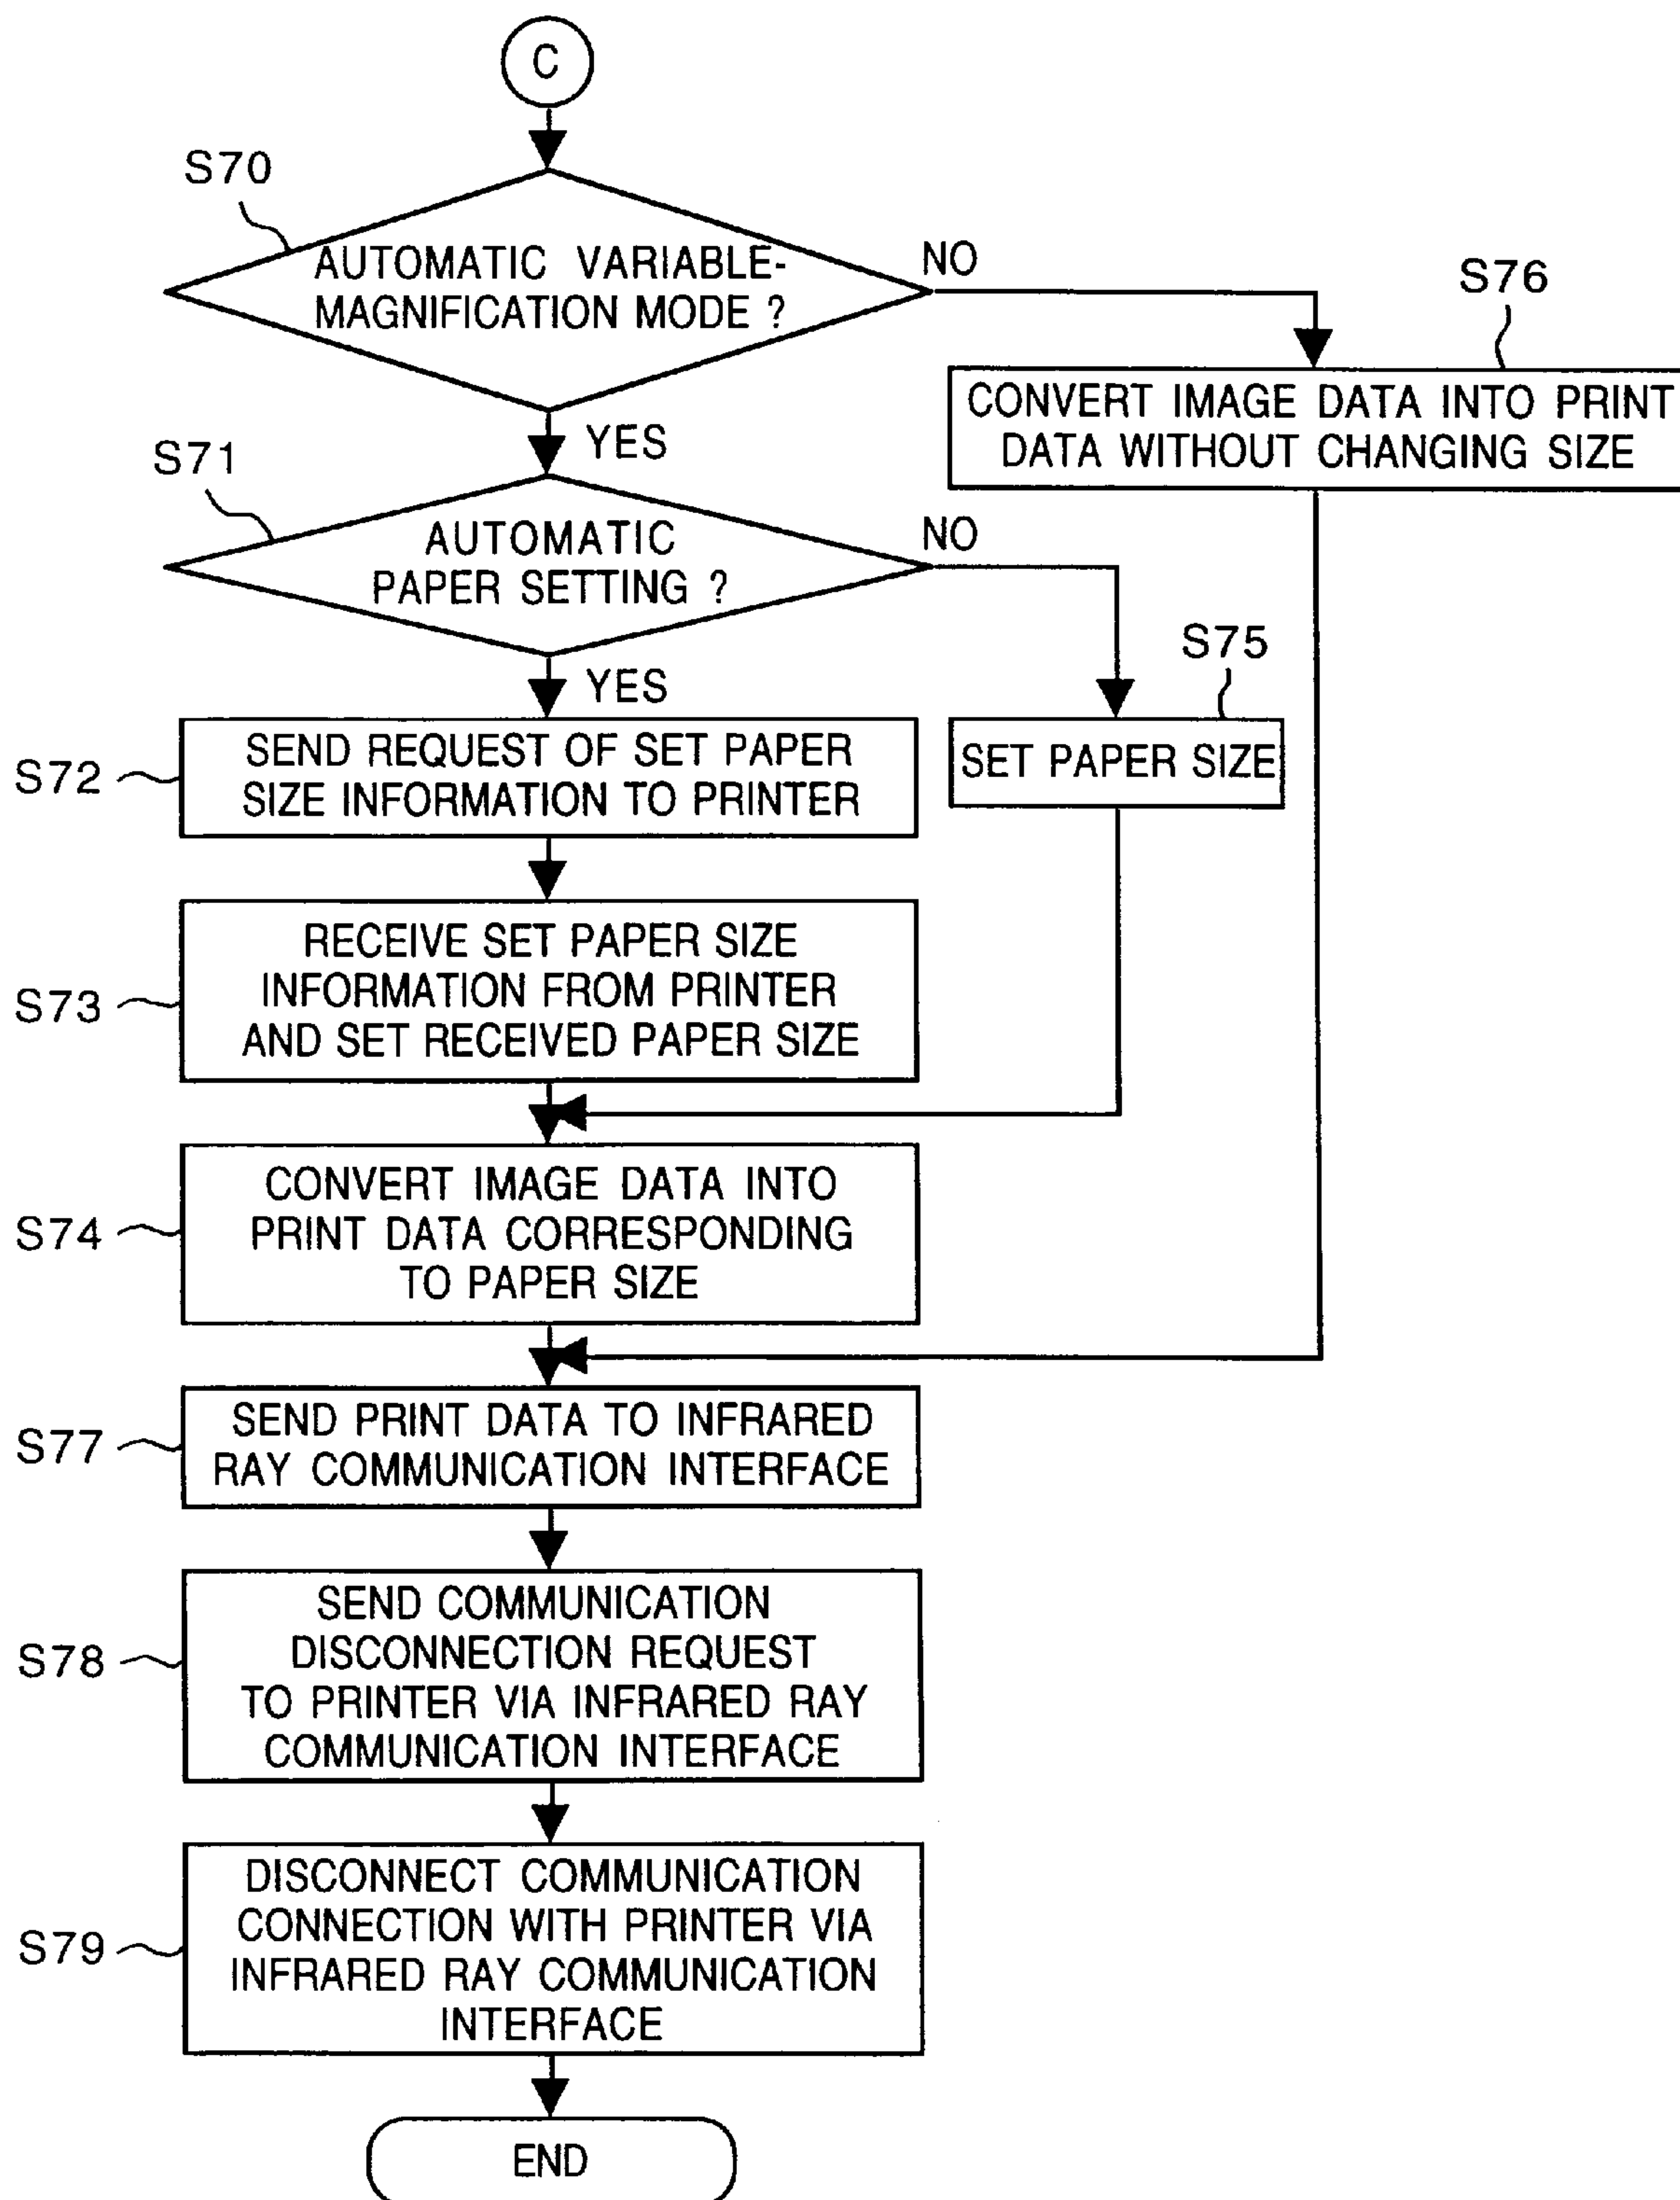 C
S70
AUTOMATIC VARIABLE-
MAGNIFICATION MODE ?
NO
YES
S76
CONVERT IMAGE DATA INTO PRINT
DATA WITHOUT CHANGING SIZE
S71
AUTOMATIC
PAPER SETTING ?
NO
YES
S75
SET PAPER SIZE
S72
SEND REQUEST OF SET PAPER
SIZE INFORMATION TO PRINTER
S73
RECEIVE SET PAPER SIZE
INFORMATION FROM PRINTER
AND SET RECEIVED PAPER SIZE
S74
CONVERT IMAGE DATA INTO
PRINT DATA CORRESPONDING
TO PAPER SIZE
S77
SEND PRINT DATA TO INFRARED
RAY COMMUNICATION INTERFACE
S78
SEND COMMUNICATION
DISCONNECTION REQUEST
TO PRINTER VIA INFRARED RAY
COMMUNICATION INTERFACE
S79
DISCONNECT COMMUNICATION
CONNECTION WITH PRINTER VIA
INFRARED RAY COMMUNICATION
INTERFACE
END